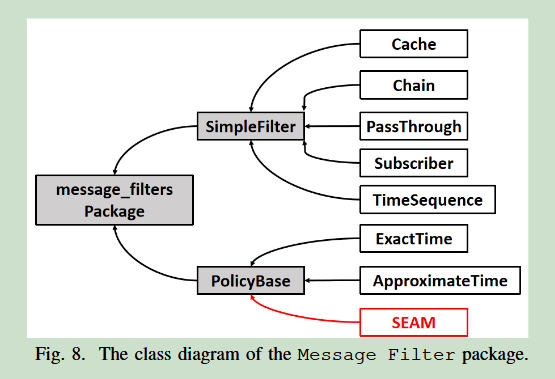 Cache
Chain
SimpleFilter
PassThrough
Subscriber
message_filters
Package
TimeSequence
ExactTime
PolicyBase
ApproximateTime
SEAM
Fig. 8. The class diagram of the Message Filter package.